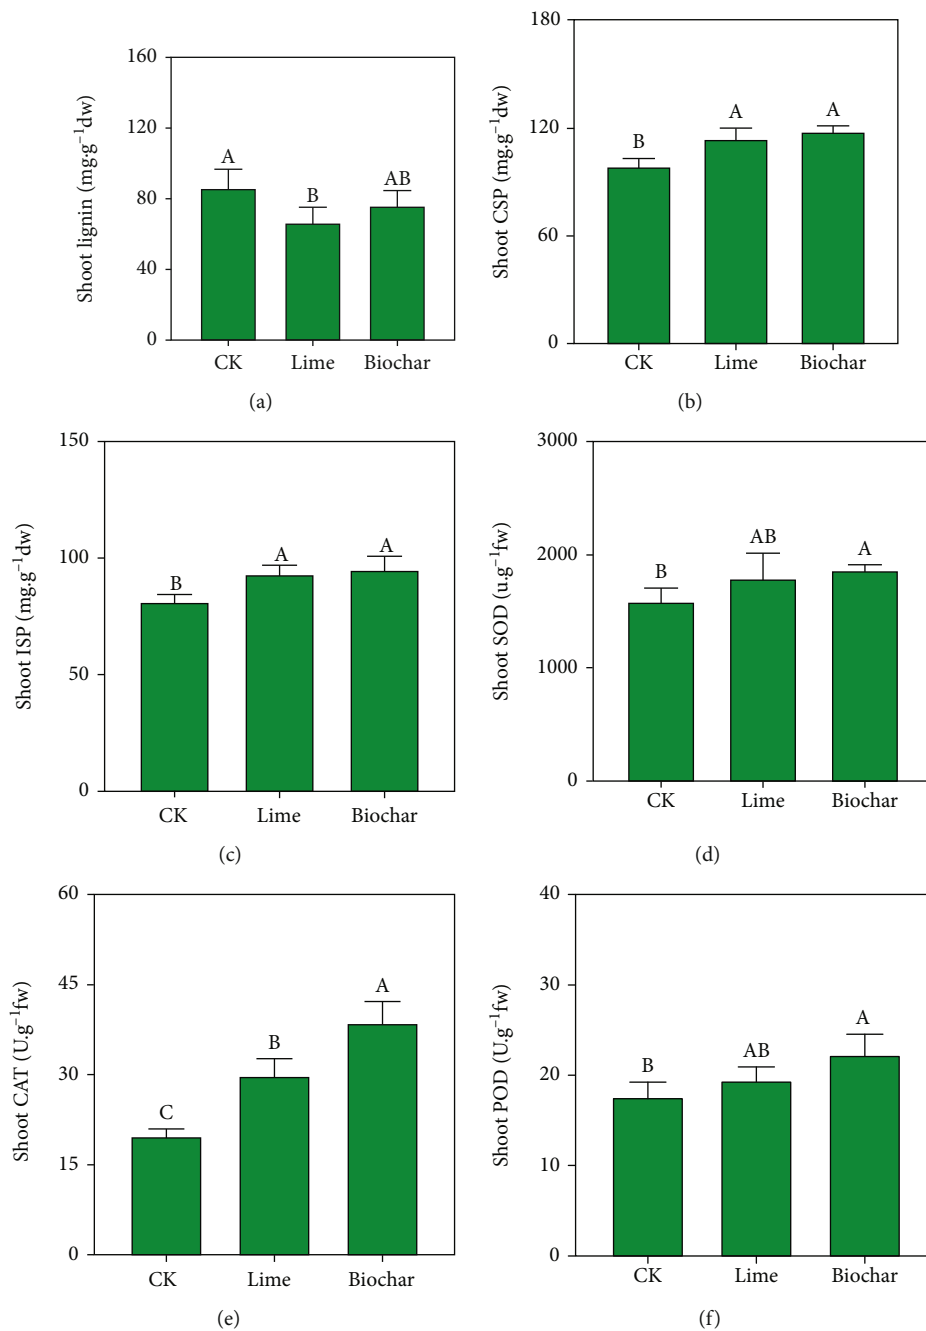 160
120
80
40
0
Shoot lignin (mg·g⁻¹dw)
A
B
AB
CK Lime Biochar
(a)
180
120
60
0
Shoot CSP (mg.g⁻¹dw)
B
A
A
CK Lime Biochar
(b)
150
100
50
0
Shoot ISP (mg.g⁻¹dw)
B
A
A
CK Lime Biochar
(c)
3000
2000
1000
0
Shoot SOD (u.g⁻¹fw)
B
AB
A
CK Lime Biochar
(d)
60
45
30
15
0
Shoot CAT (U.g⁻¹fw)
C
B
A
CK Lime Biochar
(e)
40
30
20
10
0
Shoot POD (U.g⁻¹fw)
B
AB
A
CK Lime Biochar
(f)